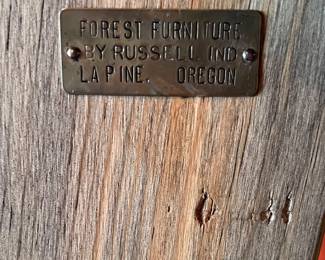 FOREST FURNITURE
BY RUSSELL IND
LA PINE, OREGON